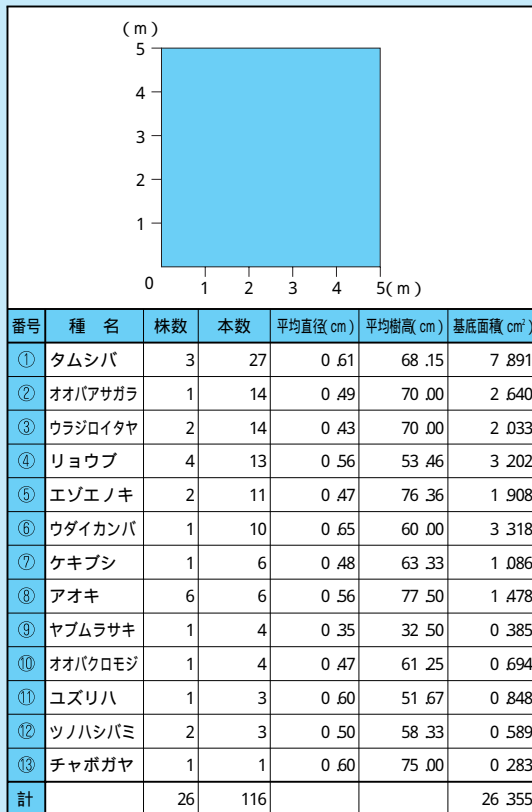 (m)
5
4
3
2
1
0 1 2 3 4 5(m)
番号 種 名 株数 本数 平均直径(cm) 平均樹高(cm) 基底面積(cm²)
① タムシバ 3 27 0.61 68.15 7.891
② オオバアサガラ 1 14 0.49 70.00 2.640
③ ウラジロイタヤ 2 14 0.43 70.00 2.033
④ リョウブ 4 13 0.56 53.46 3.202
⑤ エゾエノキ 2 11 0.47 76.36 1.908
⑥ ウダイカンバ 1 10 0.65 60.00 3.318
⑦ ケキブシ 1 6 0.48 63.33 1.086
⑧ アオキ 6 6 0.56 77.50 1.478
⑨ ヤブムラサキ 1 4 0.35 32.50 0.385
⑩ オオバクロモジ 1 4 0.47 61.25 0.694
⑪ ユズリハ 1 3 0.60 51.67 0.848
⑫ ツノハシバミ 2 3 0.50 58.33 0.589
⑬ チャボガヤ 1 1 0.60 75.00 0.283
計 26 116 26.355